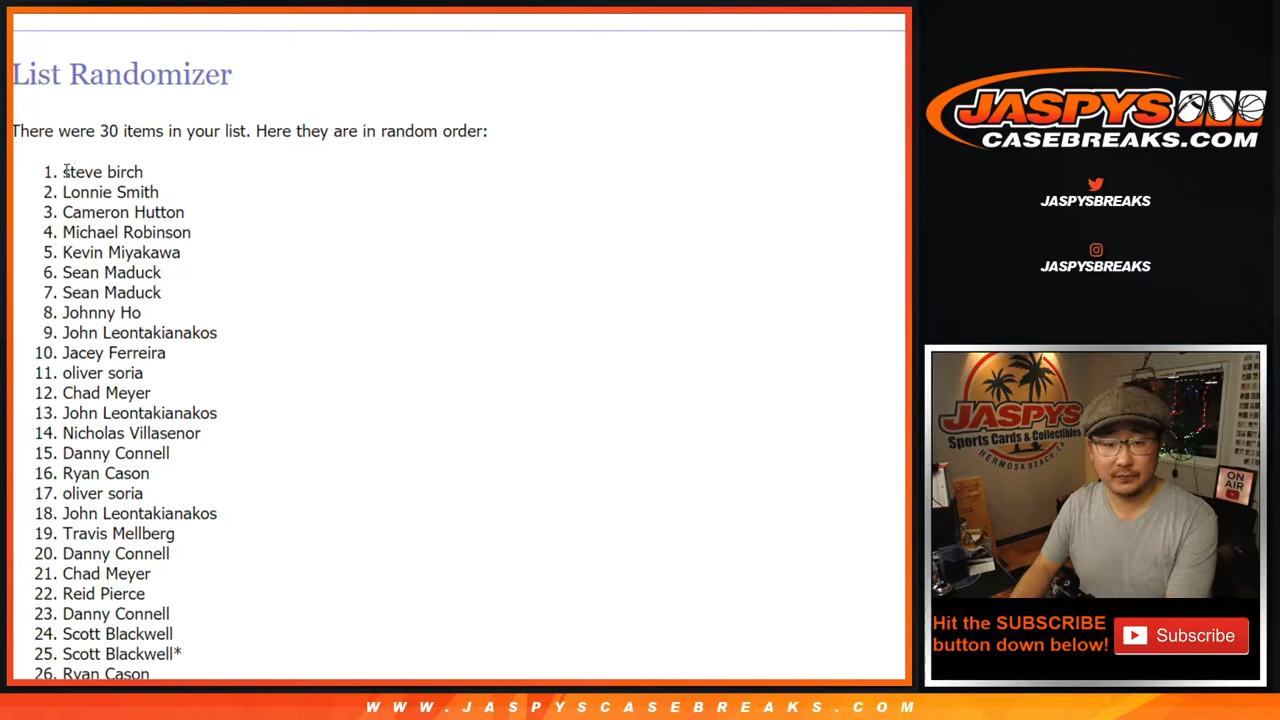 List Randomizer
There were 30 items in your list. Here they are in random order:
1. steve birch
2. Lonnie Smith
3. Cameron Hutton
4. Michael Robinson
5. Kevin Miyakawa
6. Sean Maduck
7. Sean Maduck
8. Johnny Ho
9. John Leontakianakos
10. Jacey Ferreira
11. oliver soria
12. Chad Meyer
13. John Leontakianakos
14. Nicholas Villasenor
15. Danny Connell
16. Ryan Cason
17. oliver soria
18. John Leontakianakos
19. Travis Mellberg
20. Danny Connell
21. Chad Meyer
22. Reid Pierce
23. Danny Connell
24. Scott Blackwell
25. Scott Blackwell*
26. Ryan Cason
JASPYS
CASEBREAKS.COM
JASPYSBREAKS
JASPYSBREAKS
JASPYS
Sports Cards & Collectibles
HERMOSA BEACH, CA
ON
AIR
Hit the SUBSCRIBE
button down below!
Subscribe
WWW.JASPYSCASEBREAKS.COM